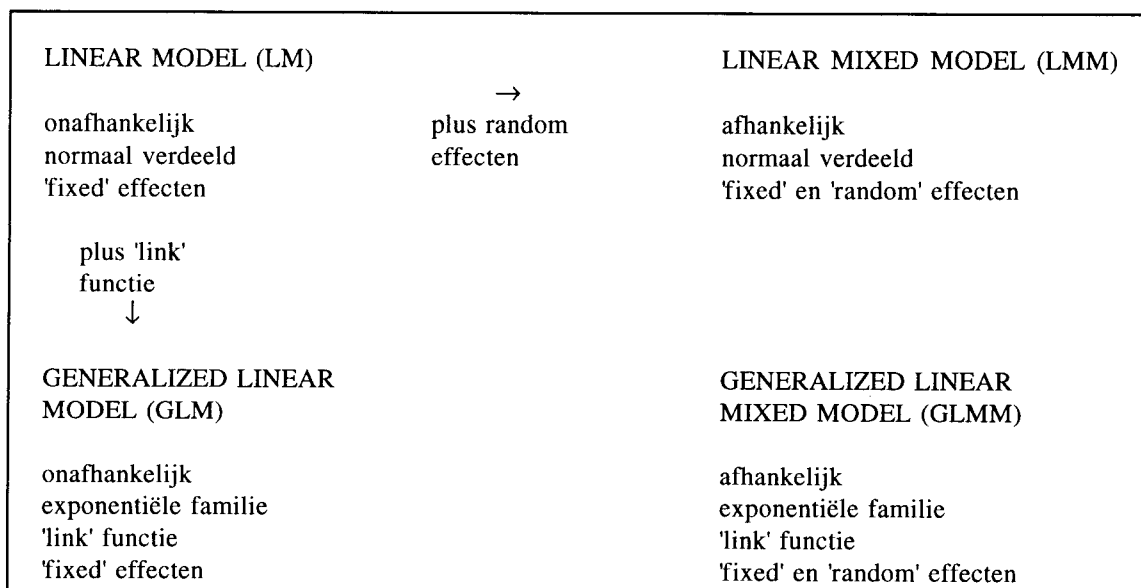 LINEAR MODEL (LM)
LINEAR MIXED MODEL (LMM)
→
onafhankelijk
plus random
afhankelijk
normaal verdeeld
effecten
normaal verdeeld
'fixed' effecten
'fixed' en 'random' effecten
plus 'link'
functie
↓
GENERALIZED LINEAR
MODEL (GLM)
GENERALIZED LINEAR
MIXED MODEL (GLMM)
onafhankelijk
exponentiële familie
'link' functie
'fixed' effecten
afhankelijk
exponentiële familie
'link' functie
'fixed' en 'random' effecten